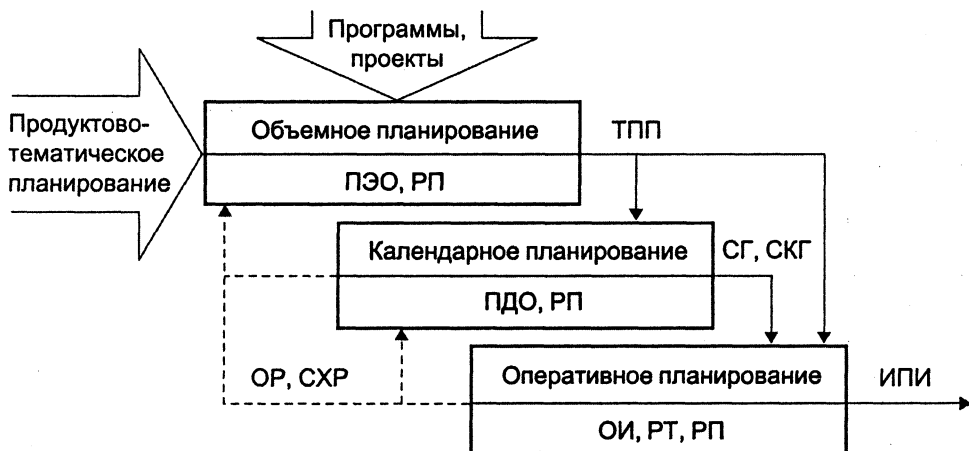 Программы,
проекты
Продуктово-
тематическое
планирование
Объемное планирование
ТПП
ПЭО, РП
Календарное планирование
СГ, СКГ
ПДО, РП
ОР, СХР
Оперативное планирование
ИПИ
ОИ, РТ, РП